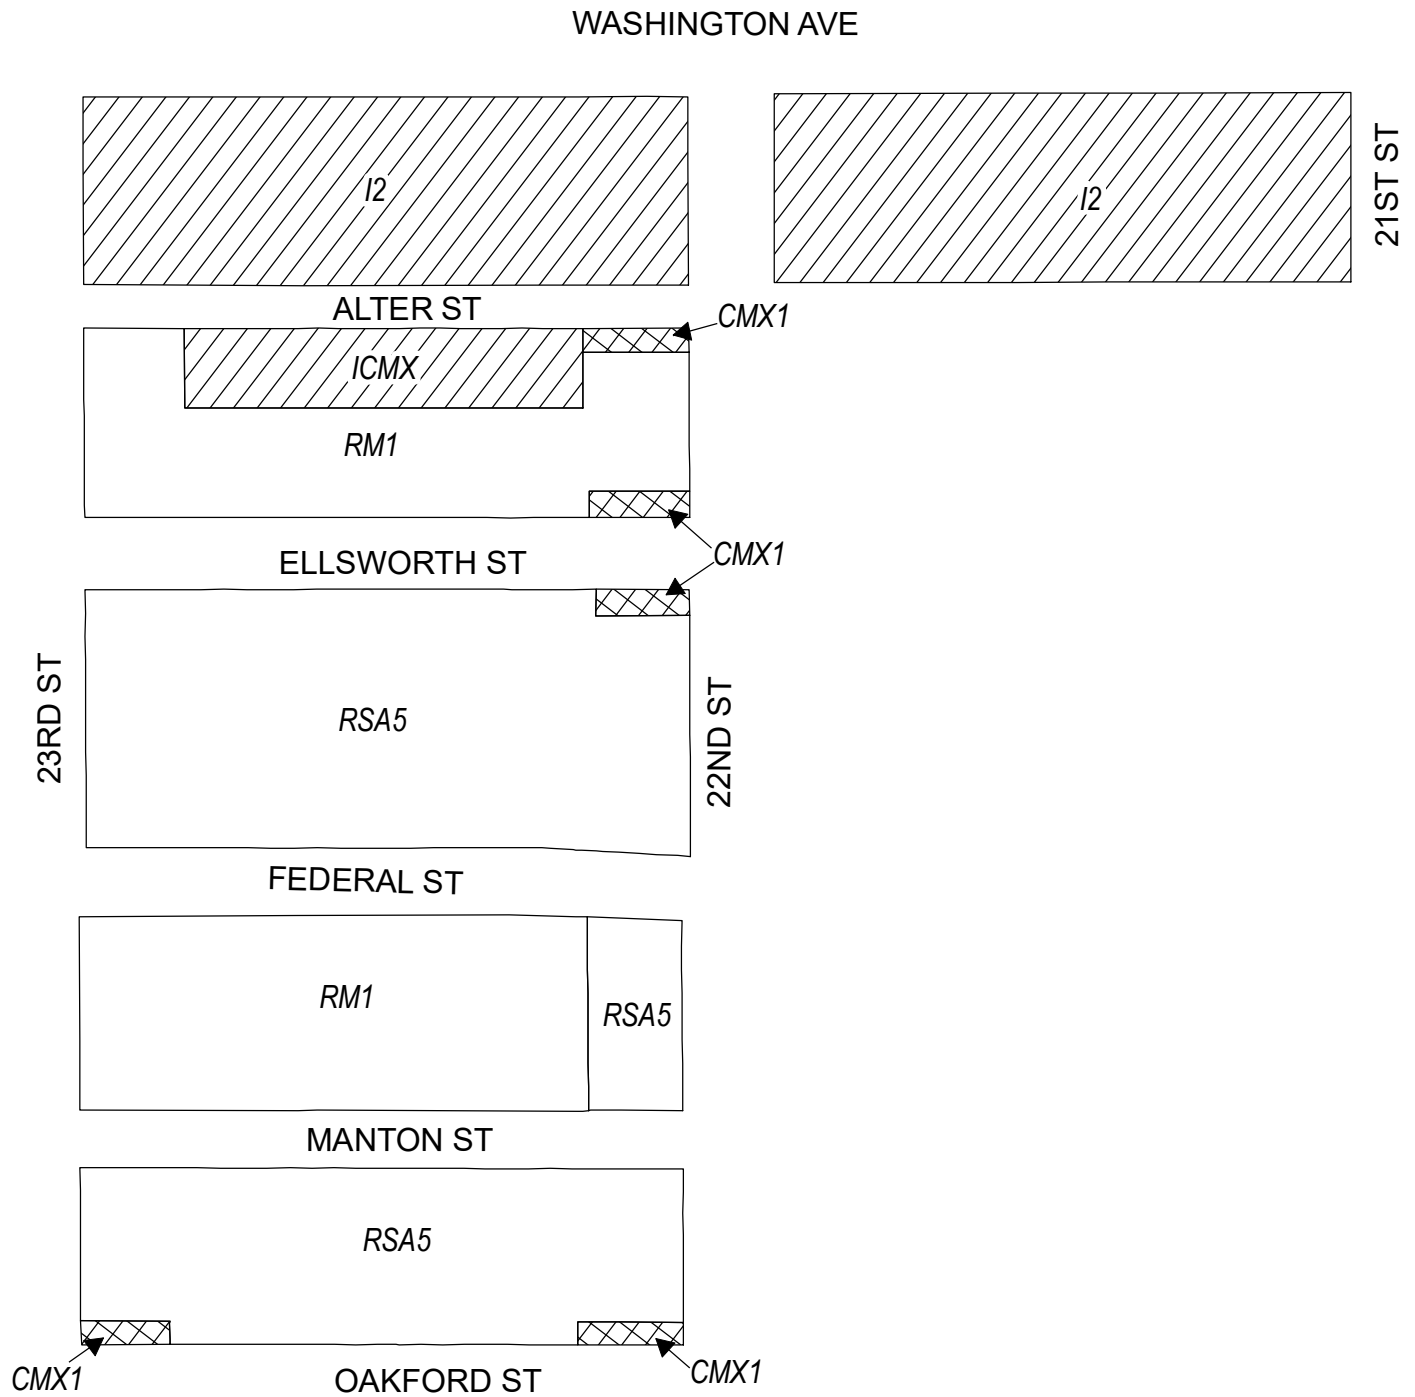 WASHINGTON AVE
I2
I2
21ST ST
ALTER ST
CMX1
ICMX
RM1
CMX1
ELLSWORTH ST
23RD ST
RSA5
22ND ST
FEDERAL ST
RM1
RSA5
MANTON ST
RSA5
CMX1
CMX1
OAKFORD ST